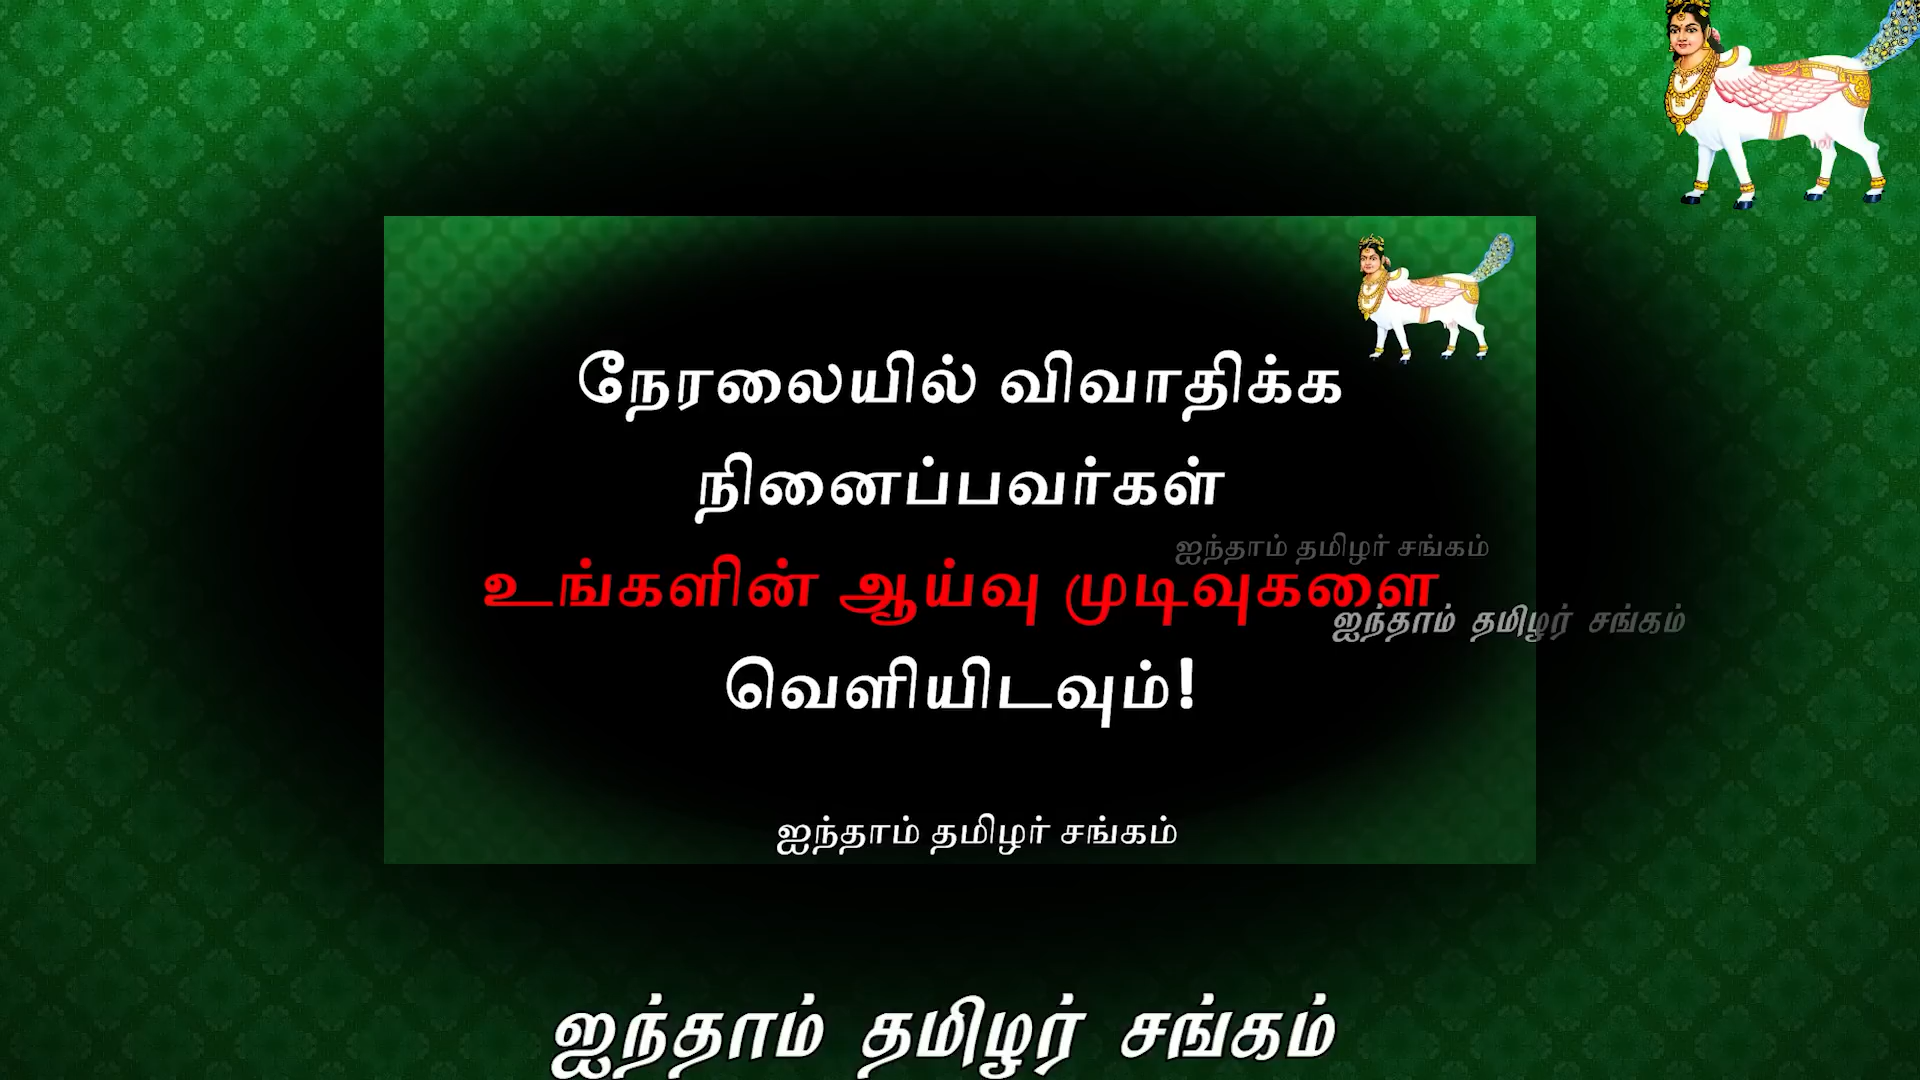 நேரலையில் விவாதிக்க
நினைப்பவர்கள்
ஐந்தாம் தமிழர் சங்கம்
உங்களின் ஆய்வு முடிவுகளை
ஐந்தாம் தமிழர் சங்கம்
வெளியிடவும்!
ஐந்தாம் தமிழர் சங்கம்
ஐந்தாம் தமிழர் சங்கம்